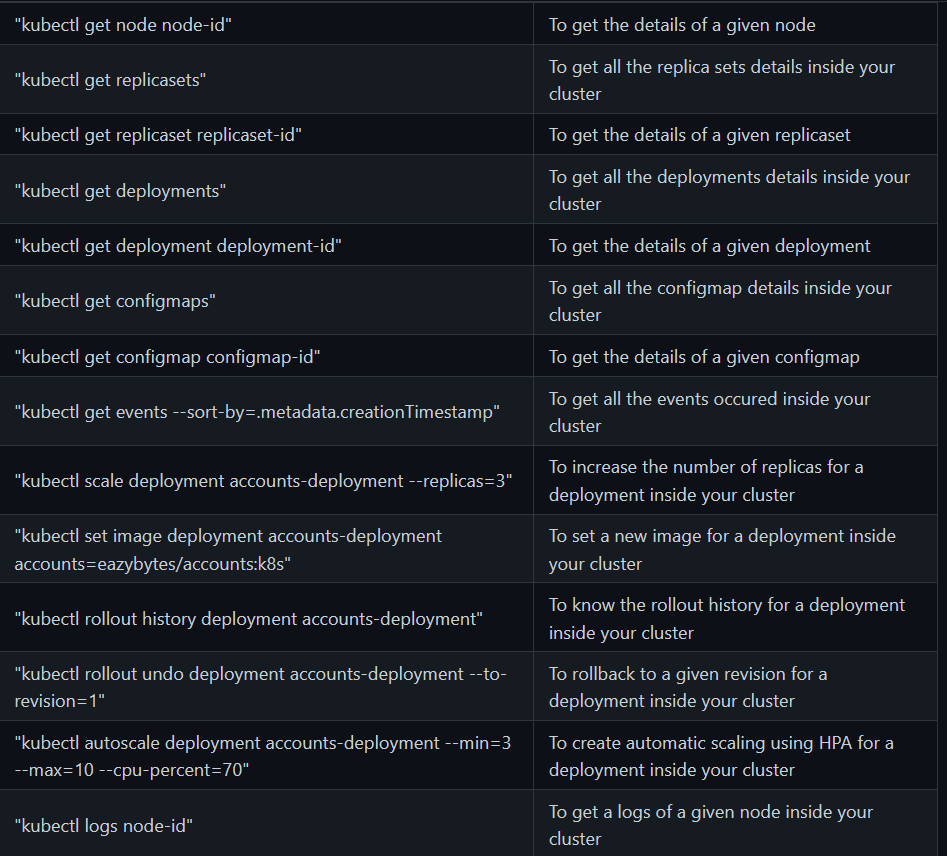 "kubectl get node node-id"
To get the details of a given node
"kubectl get replicasets"
To get all the replica sets details inside your
cluster
"kubectl get replicaset replicaset-id"
To get the details of a given replicaset
"kubectl get deployments"
To get all the deployments details inside your
cluster
"kubectl get deployment deployment-id"
To get the details of a given deployment
"kubectl get configmaps"
To get all the configmap details inside your
cluster
"kubectl get configmap configmap-id"
To get the details of a given configmap
"kubectl get events --sort-by=.metadata.creationTimestamp"
To get all the events occured inside your
cluster
"kubectl scale deployment accounts-deployment --replicas=3"
To increase the number of replicas for a
deployment inside your cluster
"kubectl set image deployment accounts-deployment
accounts=eazybytes/accounts:k8s"
To set a new image for a deployment inside
your cluster
"kubectl rollout history deployment accounts-deployment"
To know the rollout history for a deployment
inside your cluster
"kubectl rollout undo deployment accounts-deployment --to-
revision=1"
To rollback to a given revision for a
deployment inside your cluster
"kubectl autoscale deployment accounts-deployment --min=3
--max=10 --cpu-percent=70"
To create automatic scaling using HPA for a
deployment inside your cluster
"kubectl logs node-id"
To get a logs of a given node inside your
cluster